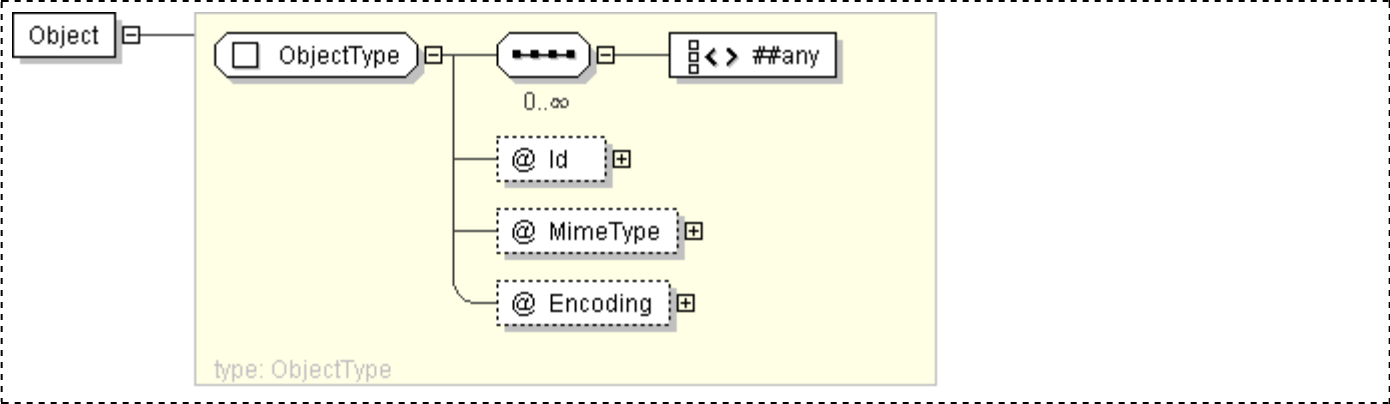 Object
ObjectType
##any
0..∞
@ Id
@ MimeType
@ Encoding
type: ObjectType